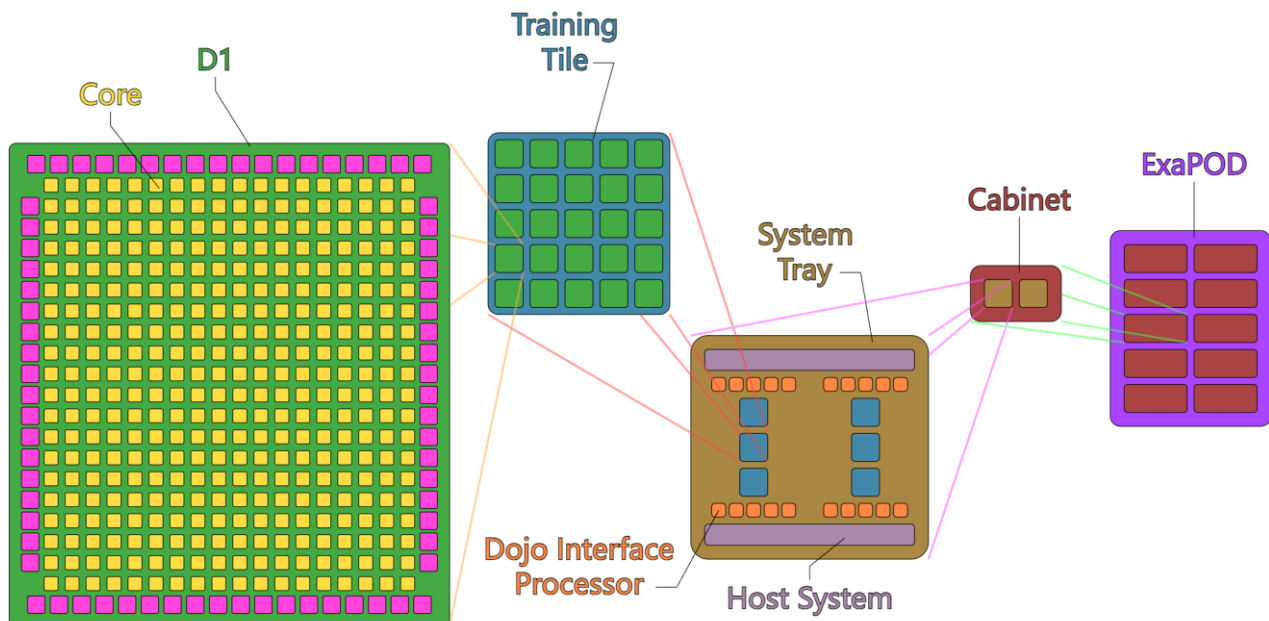 D1
Core
Training
Tile
System
Tray
Cabinet
ExaPOD
Dojo Interface
Processor
Host System